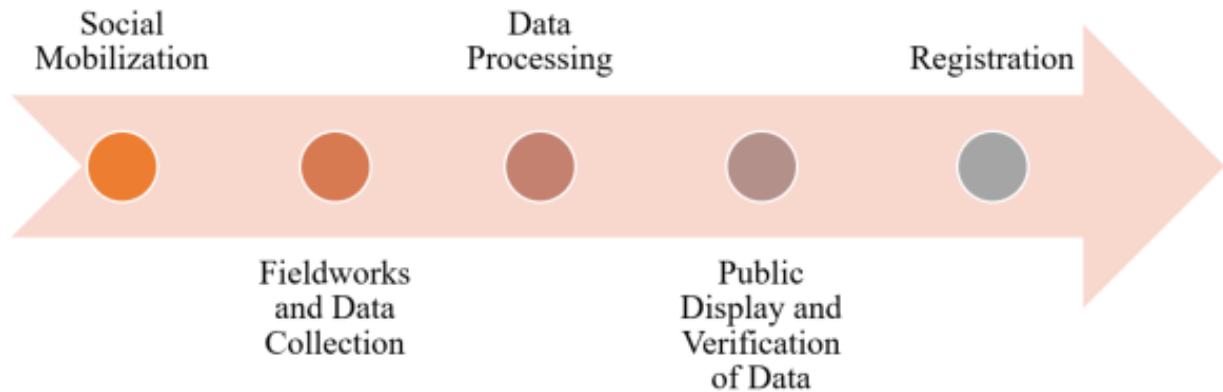 Social
Mobilization
Fieldworks
and Data
Collection
Data
Processing
Public
Display and
Verification
of Data
Registration